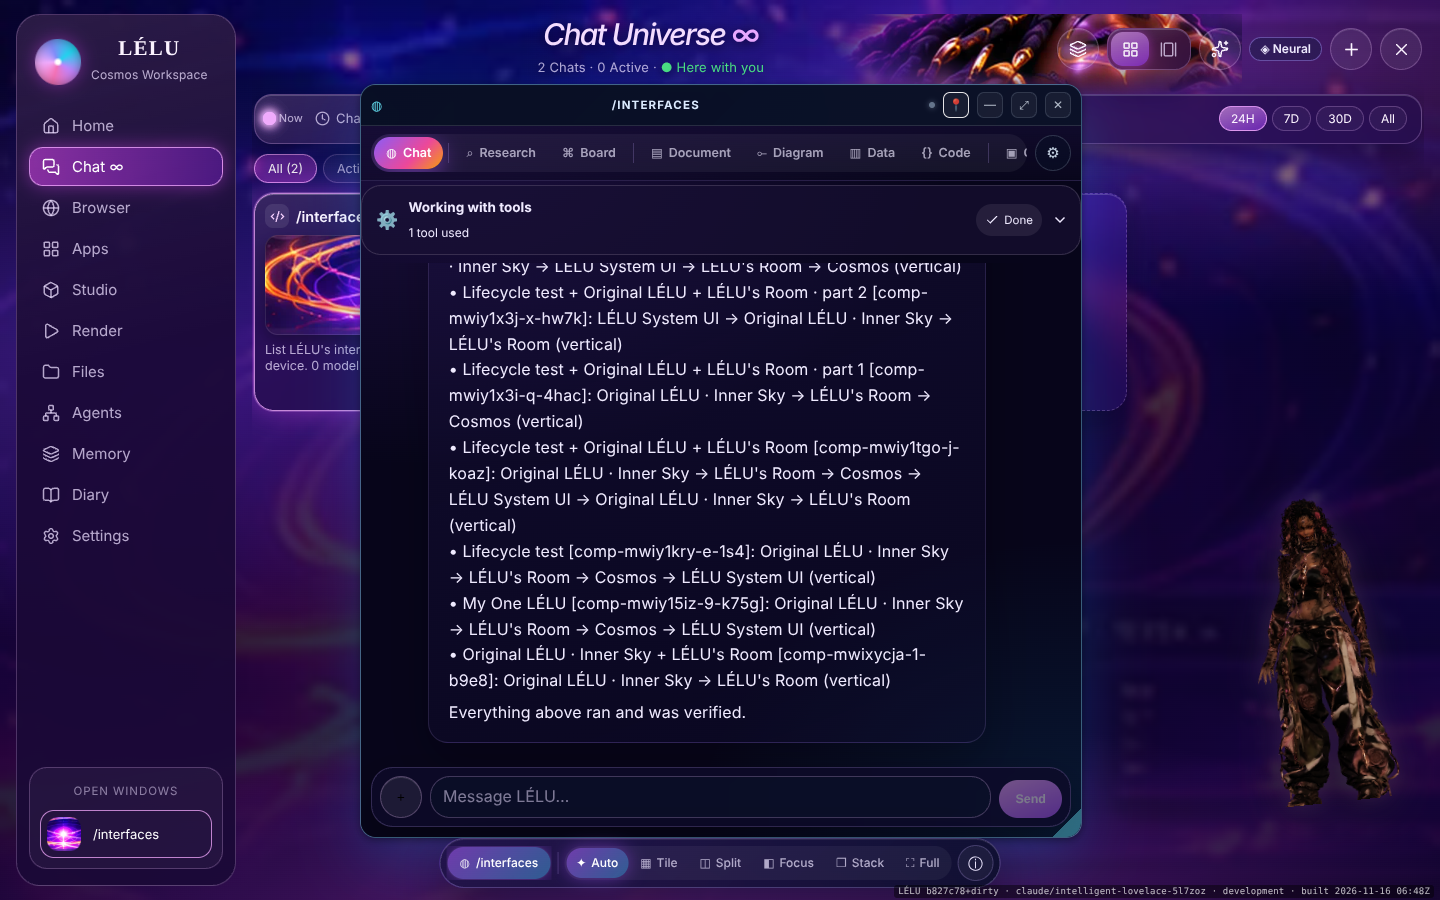 LÉLU
Cosmos Workspace
Home
Chat ∞
Browser
Apps
Studio
Render
Files
Agents
Memory
Diary
Settings
OPEN WINDOWS
/interfaces
Chat Universe ∞
2 Chats · 0 Active · ● Here with you
◈ Neural
Now
Cha
24H
7D
30D
All
All (2)
Acti
/interface
List LÉLU's inter
device. 0 model
/INTERFACES
Chat
Research
Board
Document
Diagram
Data
{} Code
Working with tools
1 tool used
Done
· Inner Sky → LÉLU System UI → LÉLU's Room → Cosmos (vertical)
• Lifecycle test + Original LÉLU + LÉLU's Room · part 2 [comp-
mwiy1x3j-x-hw7k]: LÉLU System UI → Original LÉLU · Inner Sky →
LÉLU's Room (vertical)
• Lifecycle test + Original LÉLU + LÉLU's Room · part 1 [comp-
mwiy1x3i-q-4hac]: Original LÉLU · Inner Sky → LÉLU's Room →
Cosmos (vertical)
• Lifecycle test + Original LÉLU + LÉLU's Room [comp-mwiy1tgo-j-
koaz]: Original LÉLU · Inner Sky → LÉLU's Room → Cosmos →
LÉLU System UI → Original LÉLU · Inner Sky → LÉLU's Room
(vertical)
• Lifecycle test [comp-mwiy1kry-e-1s4]: Original LÉLU · Inner Sky
→ LÉLU's Room → Cosmos → LÉLU System UI (vertical)
• My One LÉLU [comp-mwiy15iz-9-k75g]: Original LÉLU · Inner Sky
→ LÉLU's Room → Cosmos → LÉLU System UI (vertical)
• Original LÉLU · Inner Sky + LÉLU's Room [comp-mwixycja-1-
b9e8]: Original LÉLU · Inner Sky → LÉLU's Room (vertical)
Everything above ran and was verified.
Message LÉLU...
Send
/interfaces
Auto
Tile
Split
Focus
Stack
Full
LÉLU b827c78+dirty · claude/intelligent-lovelace-5l7zoz · development · built 2026-11-16 06:48Z